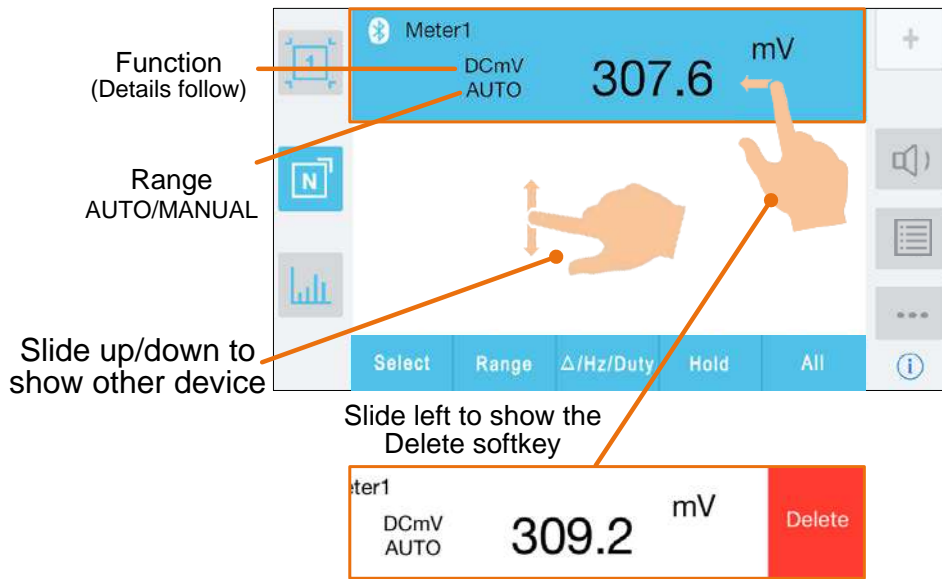 Function
(Details follow)
Range
AUTO/MANUAL
Slide up/down to
show other device
1
N
Meter1
DCmV
AUTO
307.6
mV
+
Select
Range
Δ/Hz/Duty
Hold
All
i
Slide left to show the
Delete softkey
ter1
DCmV
AUTO
309.2
mV
Delete